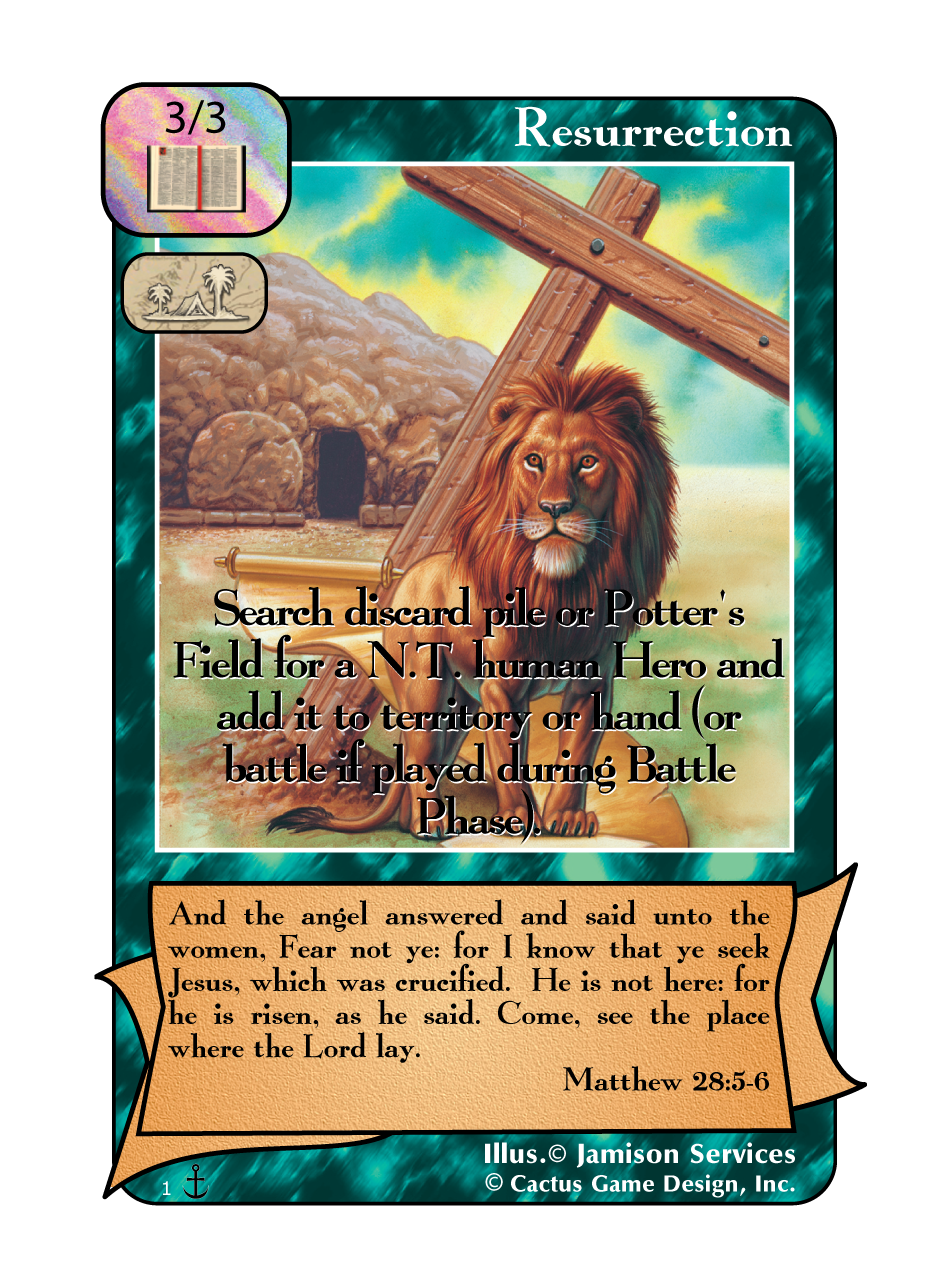 3/3
Resurrection
Search discard pile or Potter's
Field for a N.T. human Hero and
add it to territory or hand (or
battle if played during Battle
Phase).
And the angel answered and said unto the
women, Fear not ye: for I know that ye seek
Jesus, which was crucified.  He is not here: for
he is risen, as he said. Come, see the place
where the Lord lay.
Matthew 28:5-6
Illus.© Jamison Services
1
© Cactus Game Design, Inc.